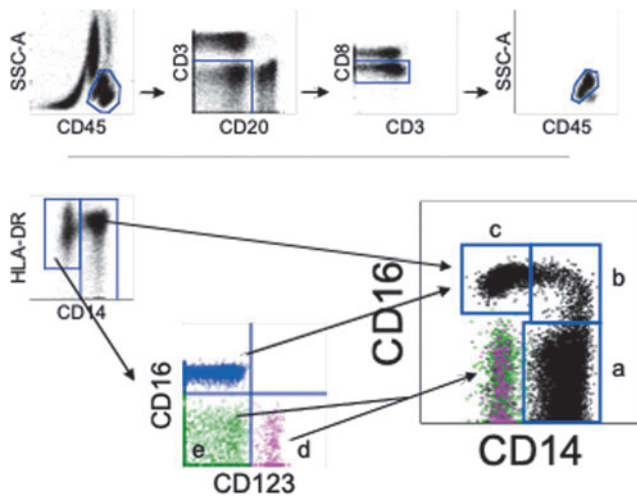 SSC-A
CD45
CD3
CD20
CD8
CD3
SSC-A
CD45
HLA-DR
CD14
CD16
e
d
CD123
CD16
c
b
a
CD14